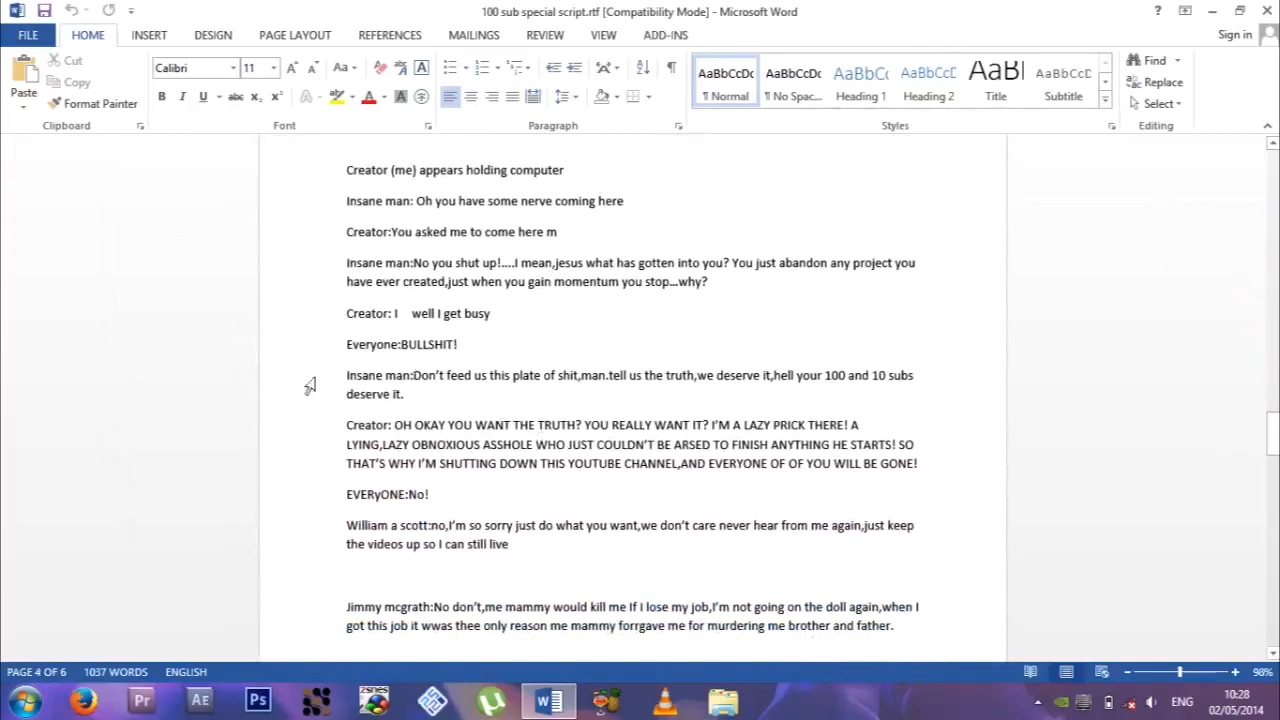 100 sub special script.rtf [Compatibility Mode] - Microsoft Word
FILE HOME INSERT DESIGN PAGE LAYOUT REFERENCES MAILINGS REVIEW VIEW ADD-INS Sign in
Cut
Copy
Format Painter
Paste
Clipboard
Calibri 11
Font
Paragraph
AaBbCcDc AaBbCcDc AaBbCc AaBbCcD AaBI AaBbCcD
¶ Normal ¶ No Spac... Heading 1 Heading 2 Title Subtitle
Styles
Find
Replace
Select
Editing
Creator (me) appears holding computer
Insane man: Oh you have some nerve coming here
Creator:You asked me to come here m
Insane man:No you shut up!....I mean,jesus what has gotten into you? You just abandon any project you
have ever created,just when you gain momentum you stop...why?
Creator: I    well I get busy
Everyone:BULLSHIT!
Insane man:Don't feed us this plate of shit,man.tell us the truth,we deserve it,hell your 100 and 10 subs
deserve it.
Creator: OH OKAY YOU WANT THE TRUTH? YOU REALLY WANT IT? I'M A LAZY PRICK THERE! A
LYING,LAZY OBNOXIOUS ASSHOLE WHO JUST COULDN'T BE ARSED TO FINISH ANYTHING HE STARTS! SO
THAT'S WHY I'M SHUTTING DOWN THIS YOUTUBE CHANNEL,AND EVERYONE OF OF YOU WILL BE GONE!
EVERyONE:No!
William a scott:no,I'm so sorry just do what you want,we don't care never hear from me again,just keep
the videos up so I can still live
Jimmy mcgrath:No don't,me mammy would kill me If I lose my job,I'm not going on the doll again,when I
got this job it wwas thee only reason me mammy forrgave me for murdering me brother and father.
PAGE 4 OF 6 1037 WORDS ENGLISH 98%
Pr Ae Ps zsnes ENG
10:28
02/05/2014